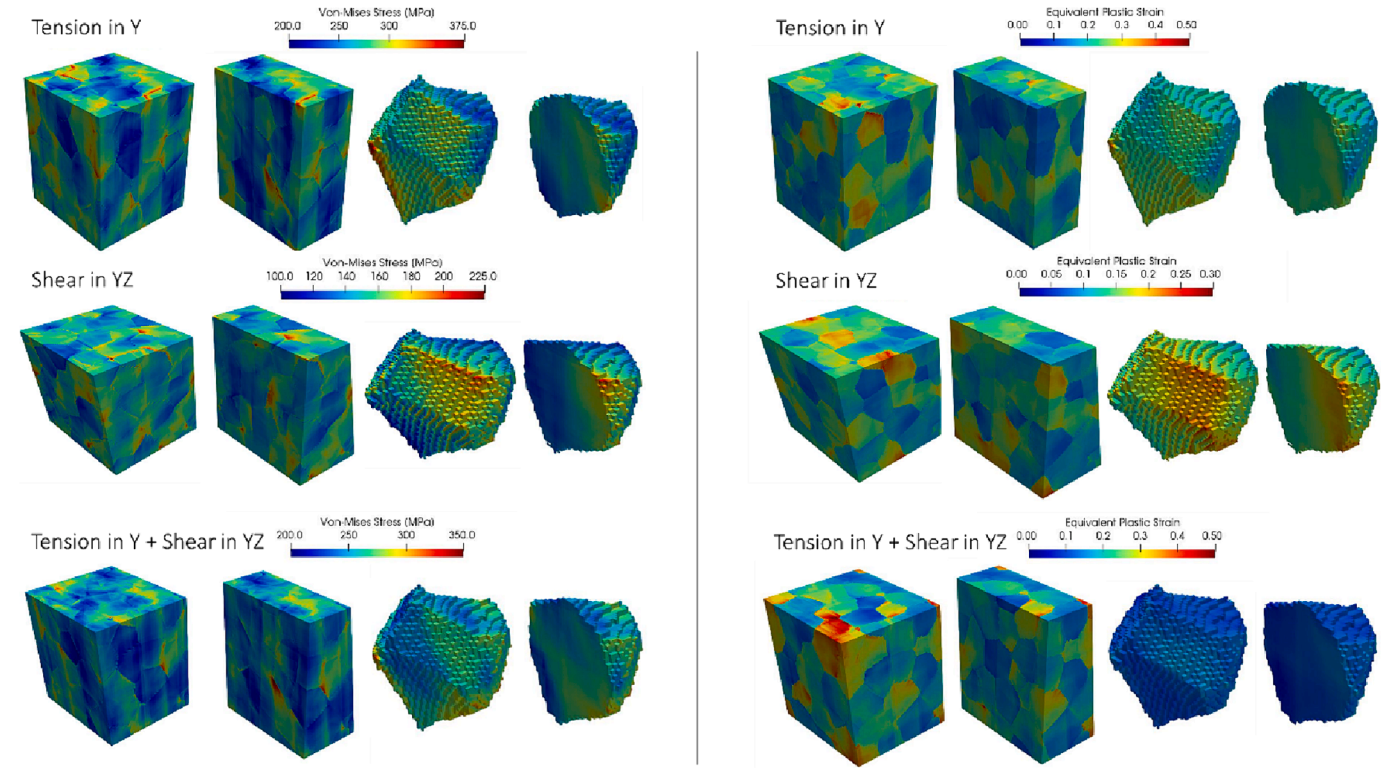 Tension in Y
Von-Mises Stress (MPa)
200.0 250 300 375.0
Tension in Y
Equivalent Plastic Strain
0.00 0.1 0.2 0.3 0.4 0.50
Shear in YZ
Von-Mises Stress (MPa)
100.0 120 140 160 180 200 225.0
Shear in YZ
Equivalent Plastic Strain
0.00 0.05 0.1 0.15 0.2 0.25 0.30
Tension in Y + Shear in YZ
Von-Mises Stress (MPa)
200.0 250 300 350.0
Tension in Y + Shear in YZ
Equivalent Plastic Strain
0.00 0.1 0.2 0.3 0.4 0.50